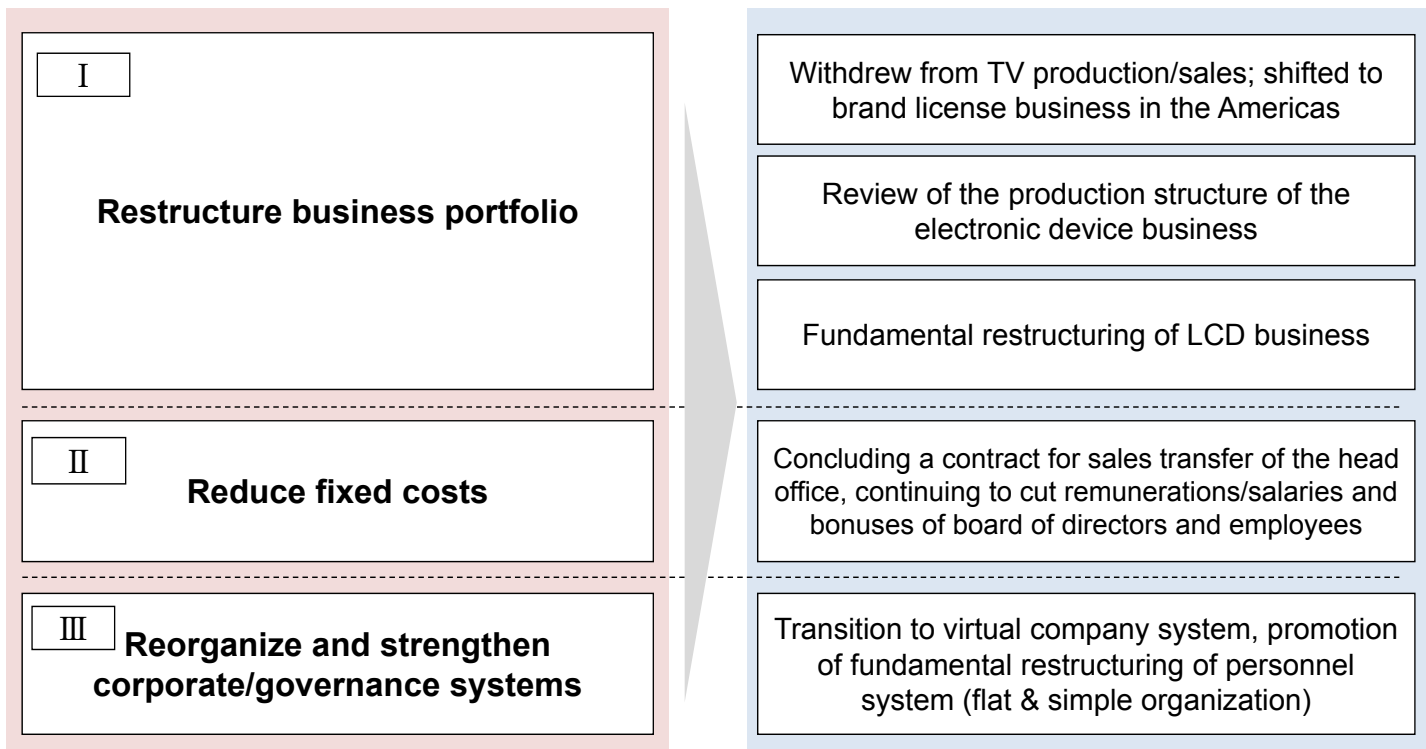 Ⅰ
Restructure business portfolio
Withdrew from TV production/sales; shifted to
brand license business in the Americas
Review of the production structure of the
electronic device business
Fundamental restructuring of LCD business
Ⅱ
Reduce fixed costs
Concluding a contract for sales transfer of the head
office, continuing to cut remunerations/salaries and
bonuses of board of directors and employees
Ⅲ
Reorganize and strengthen
corporate/governance systems
Transition to virtual company system, promotion
of fundamental restructuring of personnel
system (flat & simple organization)